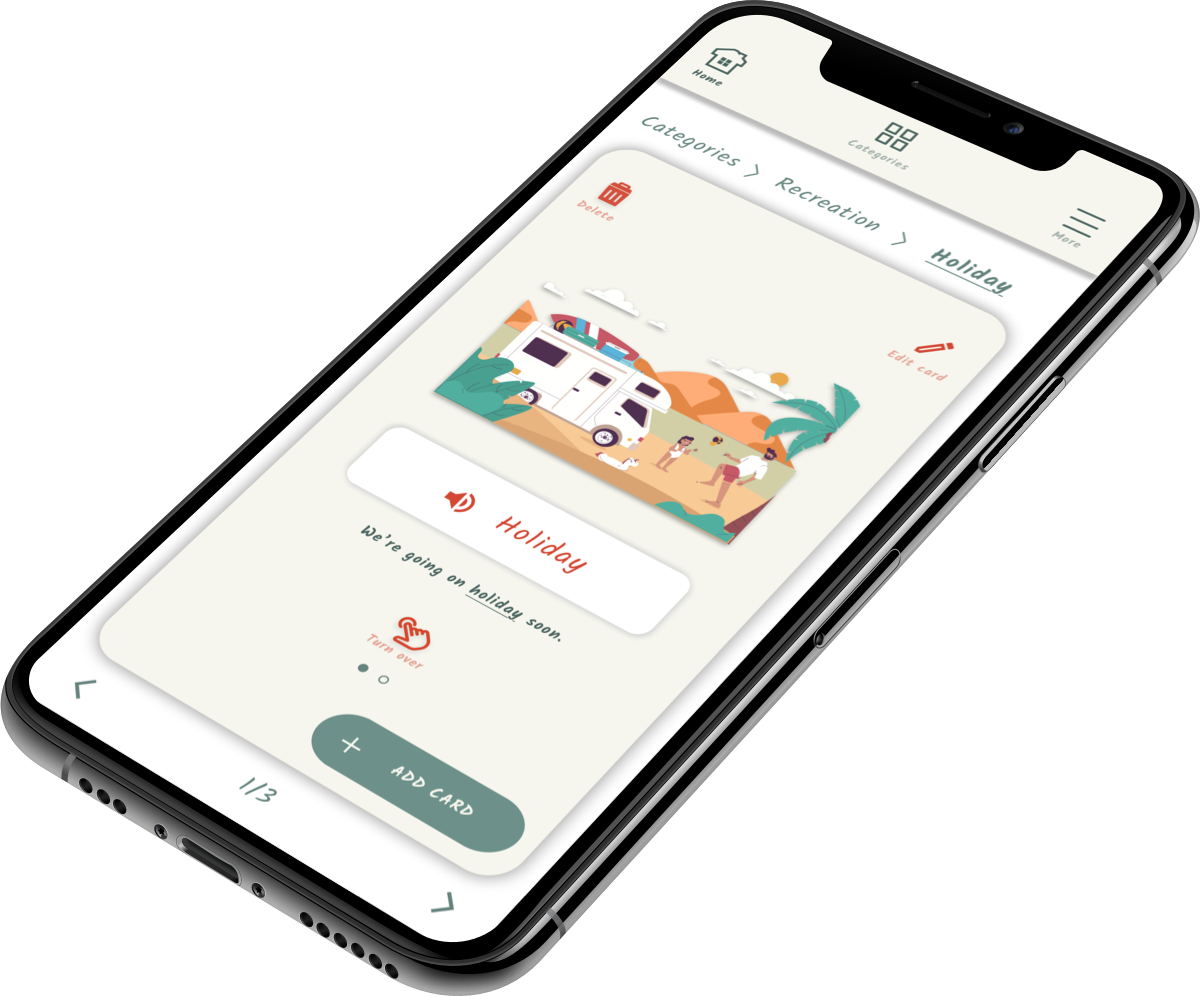 Home
Categories
More
Categories > Recreation > Holiday
Delete
Edit card
Holiday
We're going on holiday soon.
Turn over
+ ADD CARD
1/3